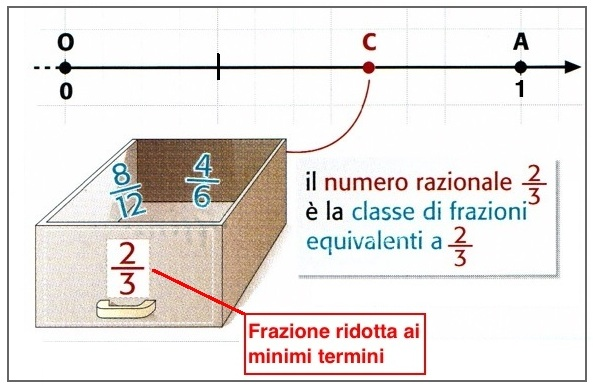 O C A
0 1
8/12 4/6
2/3
il numero razionale 2/3
è la classe di frazioni
equivalenti a 2/3
Frazione ridotta ai
minimi termini